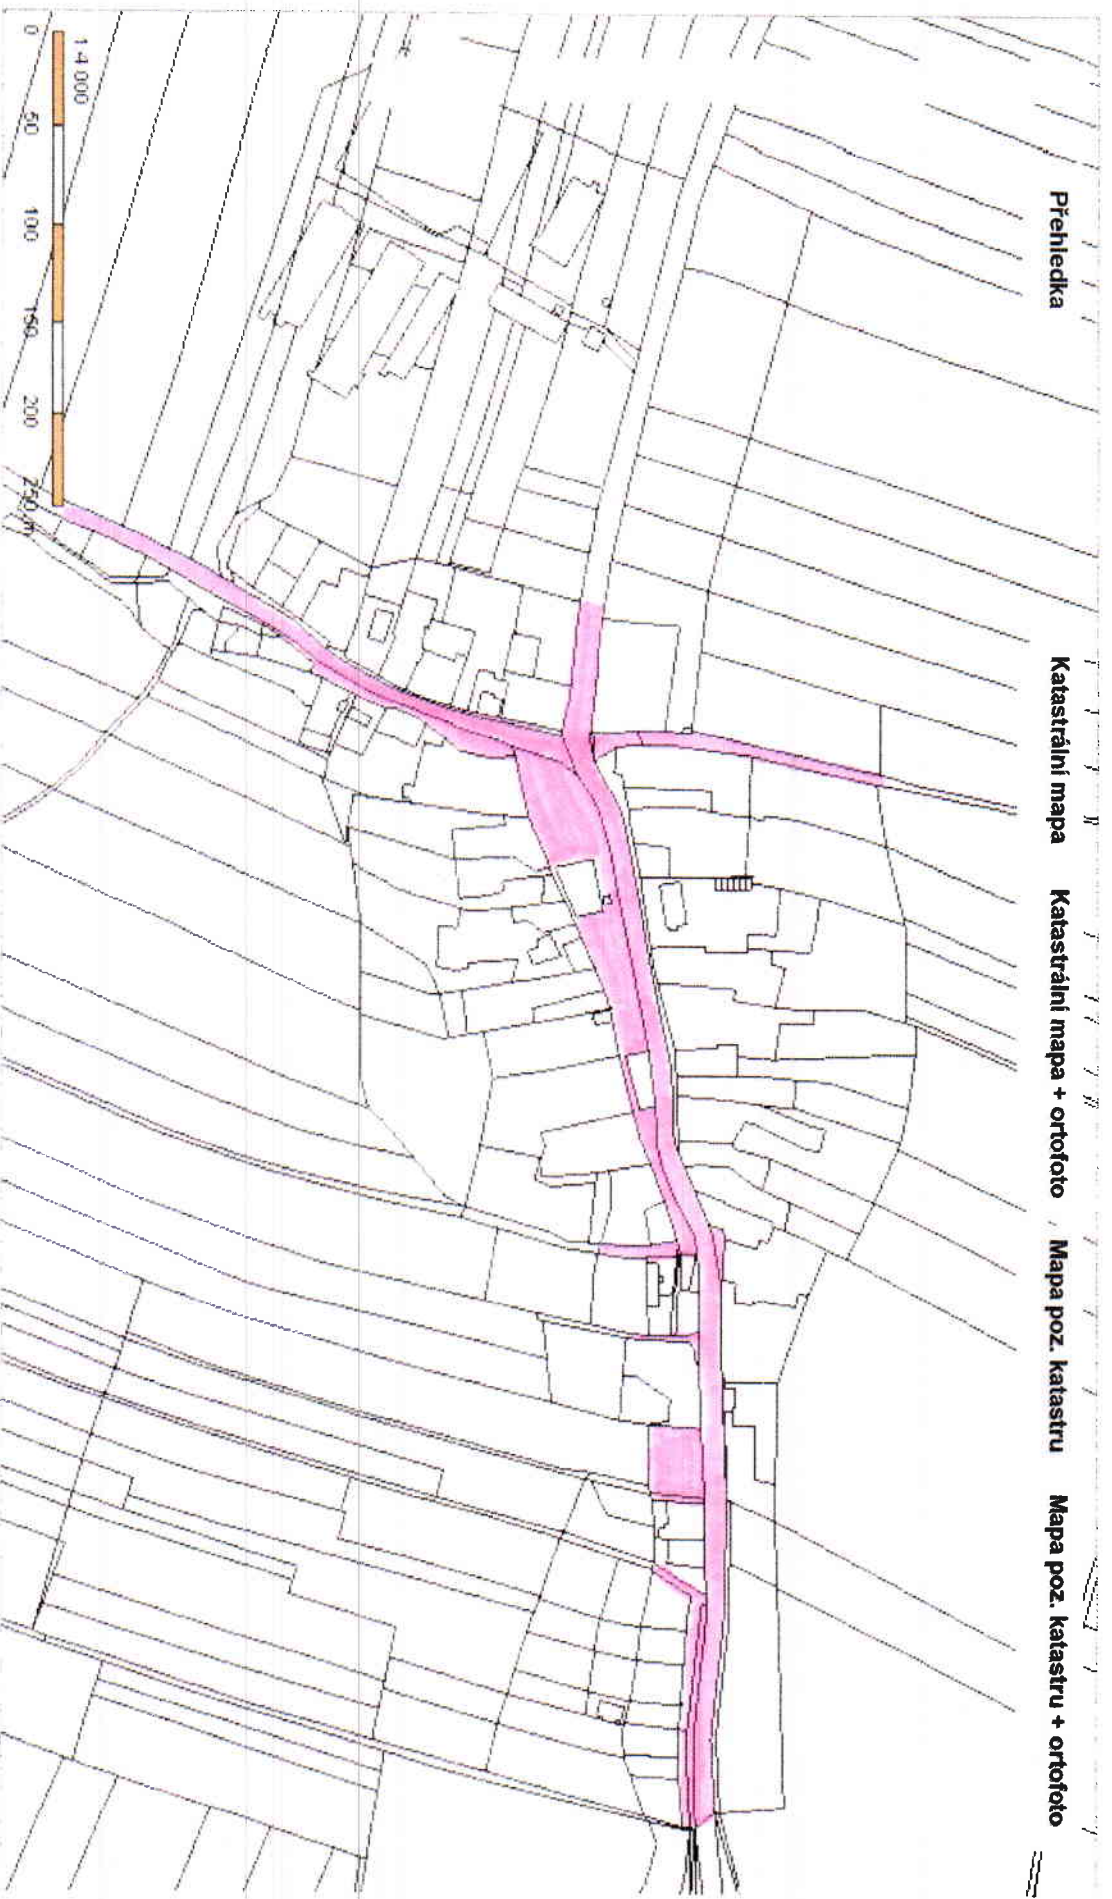 Přehledka Katastrální mapa Katastrální mapa + ortofoto Mapa poz. katastru Mapa poz. katastru + ortofoto
1:4 000
0 50 100 150 200 250 m